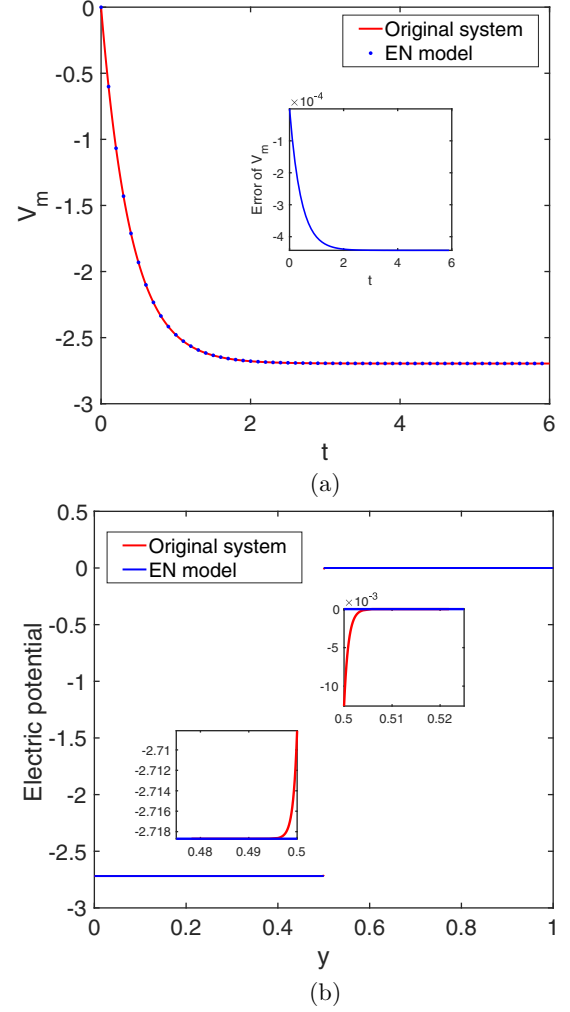 0
-0.5
-1
-1.5
-2
-2.5
-3
V_m
Original system
EN model
×10^-4
-1
-2
-3
-4
Error of V_m
0 2 4 6
t
0 2 4 6
t
(a)
0.5
0
-0.5
-1
-1.5
-2
-2.5
-3
Electric potential
Original system
EN model
×10^-3
0
-5
-10
0.5 0.51 0.52
-2.71
-2.712
-2.714
-2.716
-2.718
0.48 0.49 0.5
0 0.2 0.4 0.6 0.8 1
y
(b)